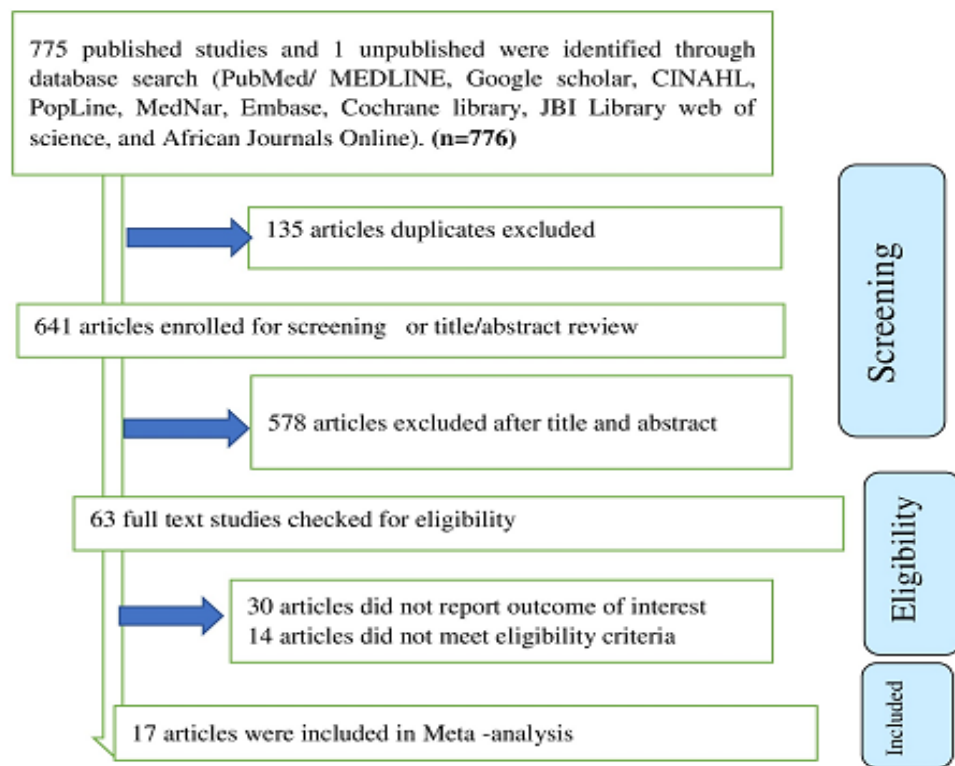 775 published studies and 1 unpublished were identified through
database search (PubMed/ MEDLINE, Google scholar, CINAHL,
PopLine, MedNar, Embase, Cochrane library, JBI Library web of
science, and African Journals Online). (n=776)
135 articles duplicates excluded
641 articles enrolled for screening or title/abstract review
578 articles excluded after title and abstract
Screening
63 full text studies checked for eligibility
30 articles did not report outcome of interest
14 articles did not meet eligibility criteria
Eligibility
17 articles were included in Meta -analysis
Included